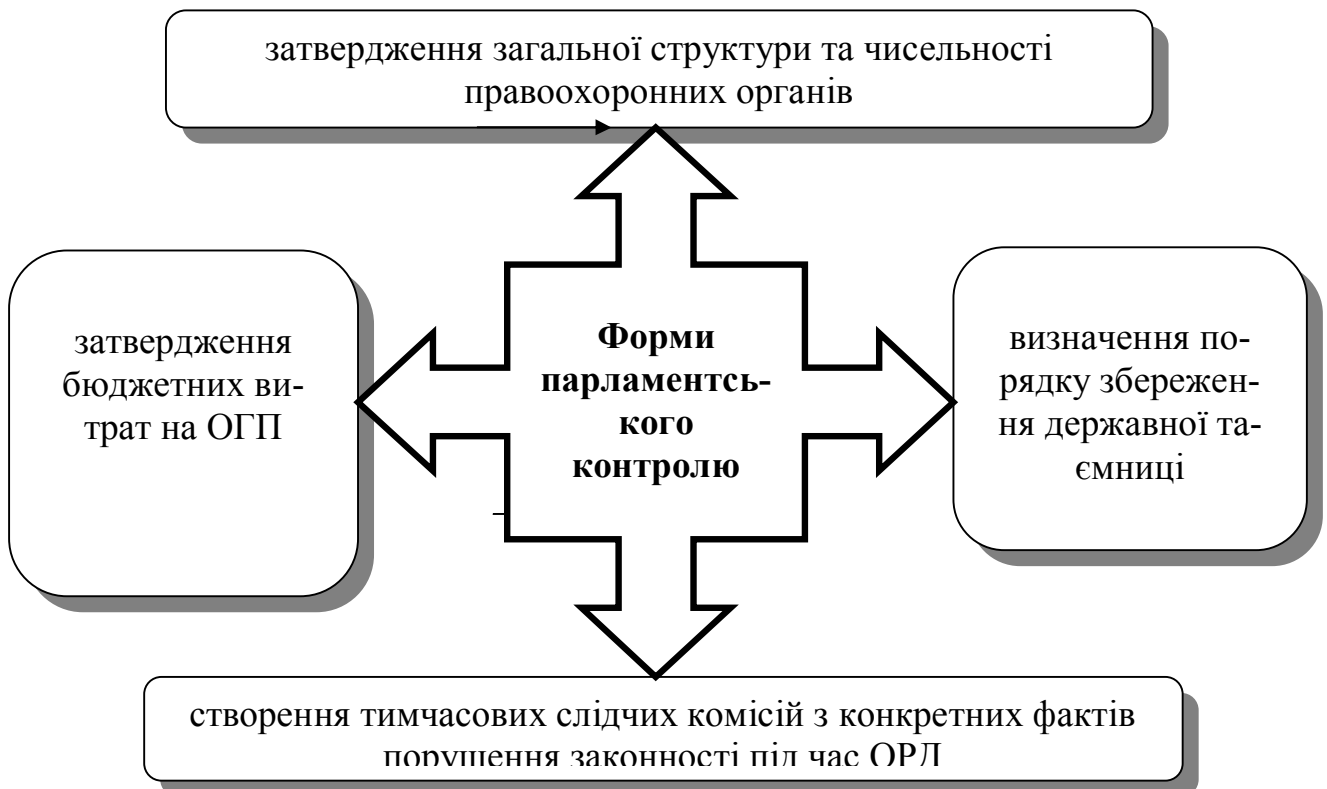 затвердження загальної структури та чисельності
правоохоронних органів
затвердження
бюджетних ви-
трат на ОГП
Форми
парламентсь-
кого
контролю
визначення по-
рядку збережен-
ня державної та-
ємниці
створення тимчасових слідчих комісій з конкретних фактів
порушення законності під час ОРД